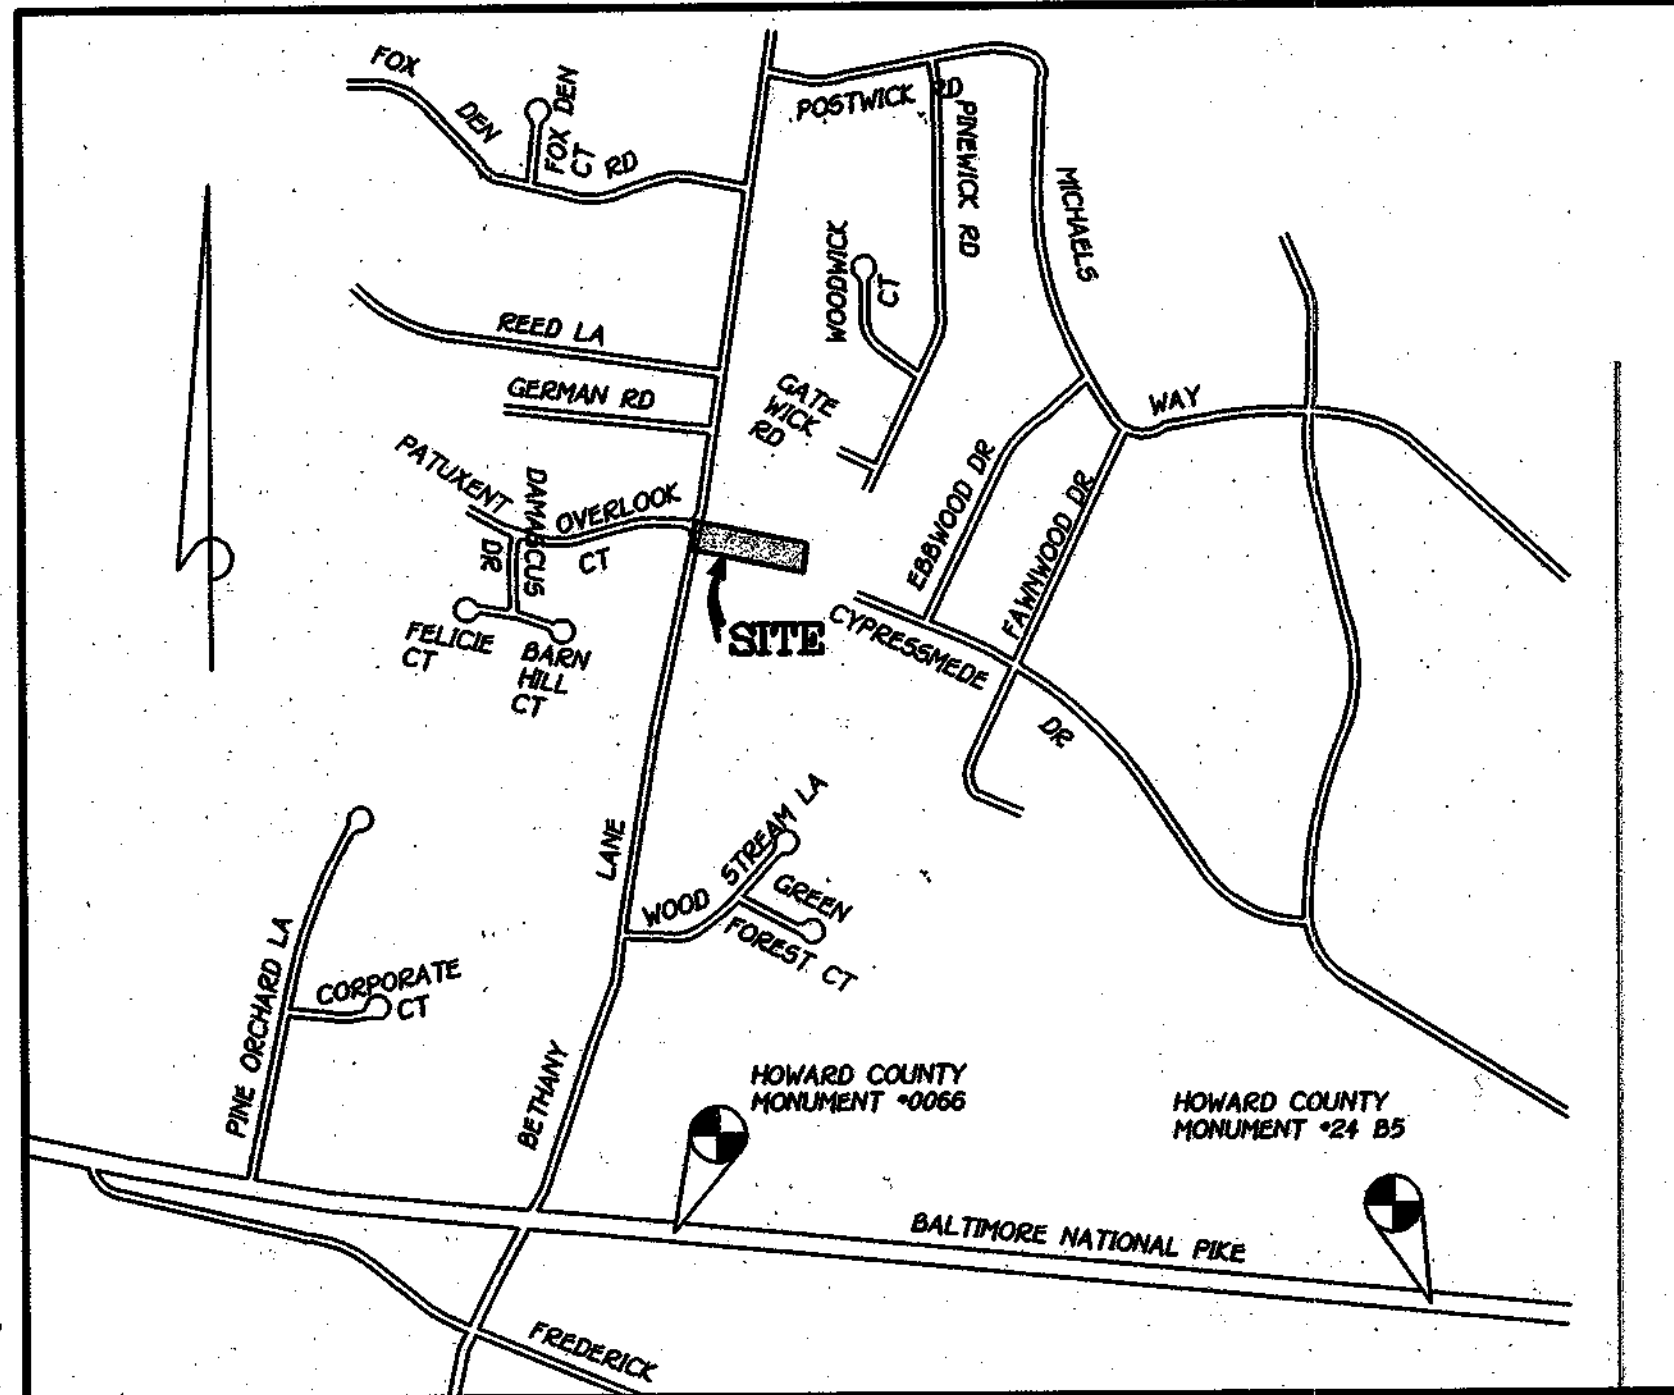 FOX
DEN
RD
FOX DEN
CT
POSTWICK RD
PINEWICK RD
MICHAELS
WAY
WOODWICK
CT
REED LA
GERMAN RD
GATE
WICK
RD
PATUXENT
OVERLOOK
CT
DAMASCUS
DR
EBBWOOD DR
FAWNWOOD DR
SITE
FELICIE
CT
BARN
HILL
CT
CYPRESSMEDE
DR
LANE
WOOD STREAM LA
GREEN
FOREST CT
PINE ORCHARD LA
CORPORATE
CT
BETHANY
HOWARD COUNTY
MONUMENT •0066
HOWARD COUNTY
MONUMENT •24 B5
BALTIMORE NATIONAL PIKE
FREDERICK